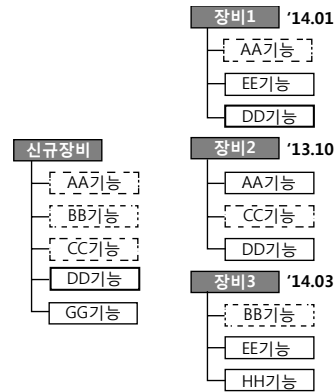 신규장비
AA기능
BB기능
CC기능
DD기능
GG기능
장비1 '14.01
AA기능
EE기능
DD기능
장비2 '13.10
AA기능
CC기능
DD기능
장비3 '14.03
BB기능
EE기능
HH기능